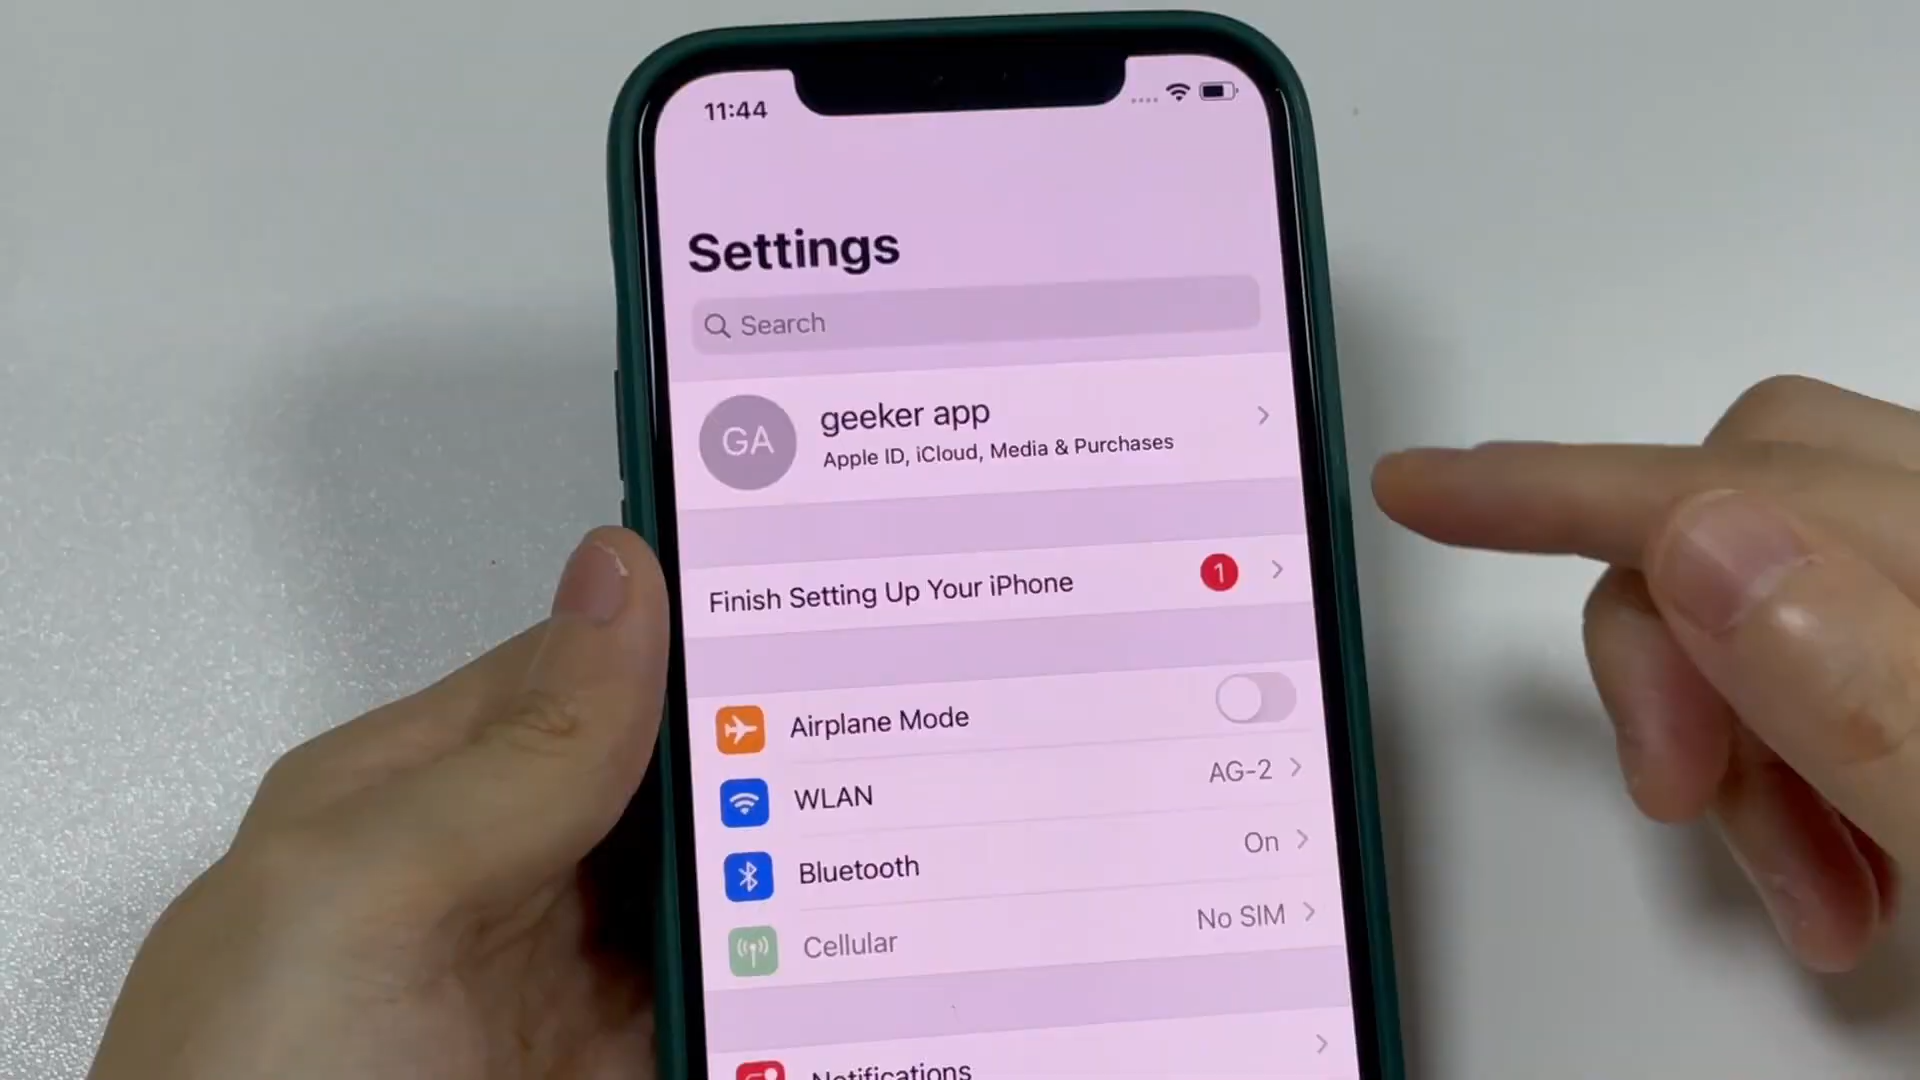 11:44
Settings
Search
GA
geeker app
Apple ID, iCloud, Media & Purchases
Finish Setting Up Your iPhone 1
Airplane Mode
WLAN AG-2
Bluetooth On
Cellular No SIM
Notifications